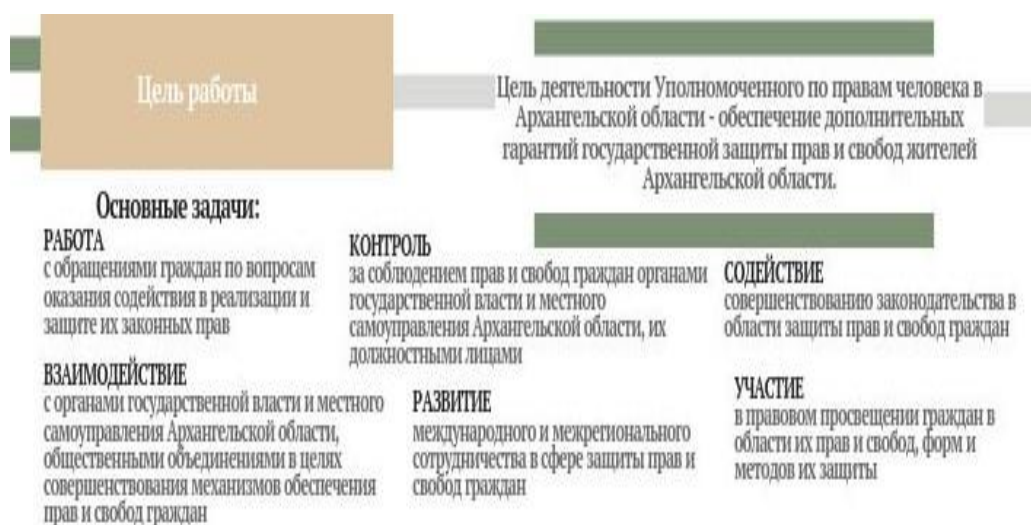 Цель работы
Цель деятельности Уполномоченного по правам человека в
Архангельской области - обеспечение дополнительных
гарантий государственной защиты прав и свобод жителей
Архангельской области.
Основные задачи:
РАБОТА
с обращениями граждан по вопросам
оказания содействия в реализации и
защите их законных прав
КОНТРОЛЬ
за соблюдением прав и свобод граждан органами
государственной власти и местного
самоуправления Архангельской области, их
должностными лицами
СОДЕЙСТВИЕ
совершенствованию законодательства в
области защиты прав и свобод граждан
ВЗАИМОДЕЙСТВИЕ
с органами государственной власти и местного
самоуправления Архангельской области,
общественными объединениями в целях
совершенствования механизмов обеспечения
прав и свобод граждан
РАЗВИТИЕ
международного и межрегионального
сотрудничества в сфере защиты прав и
свобод граждан
УЧАСТИЕ
в правовом просвещении граждан в
области их прав и свобод, форм и
методов их защиты